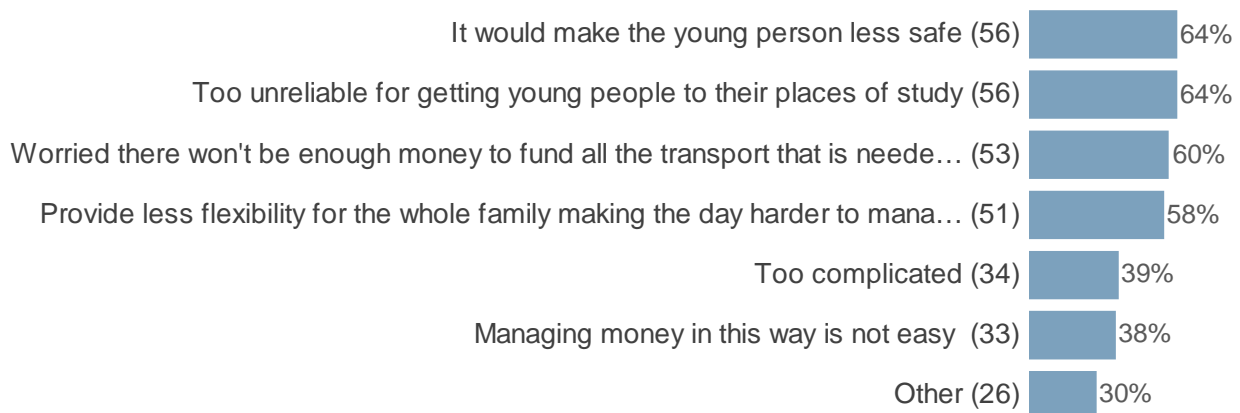 It would make the young person less safe (56) 64%
Too unreliable for getting young people to their places of study (56) 64%
Worried there won't be enough money to fund all the transport that is neede… (53) 60%
Provide less flexibility for the whole family making the day harder to mana… (51) 58%
Too complicated (34) 39%
Managing money in this way is not easy (33) 38%
Other (26) 30%